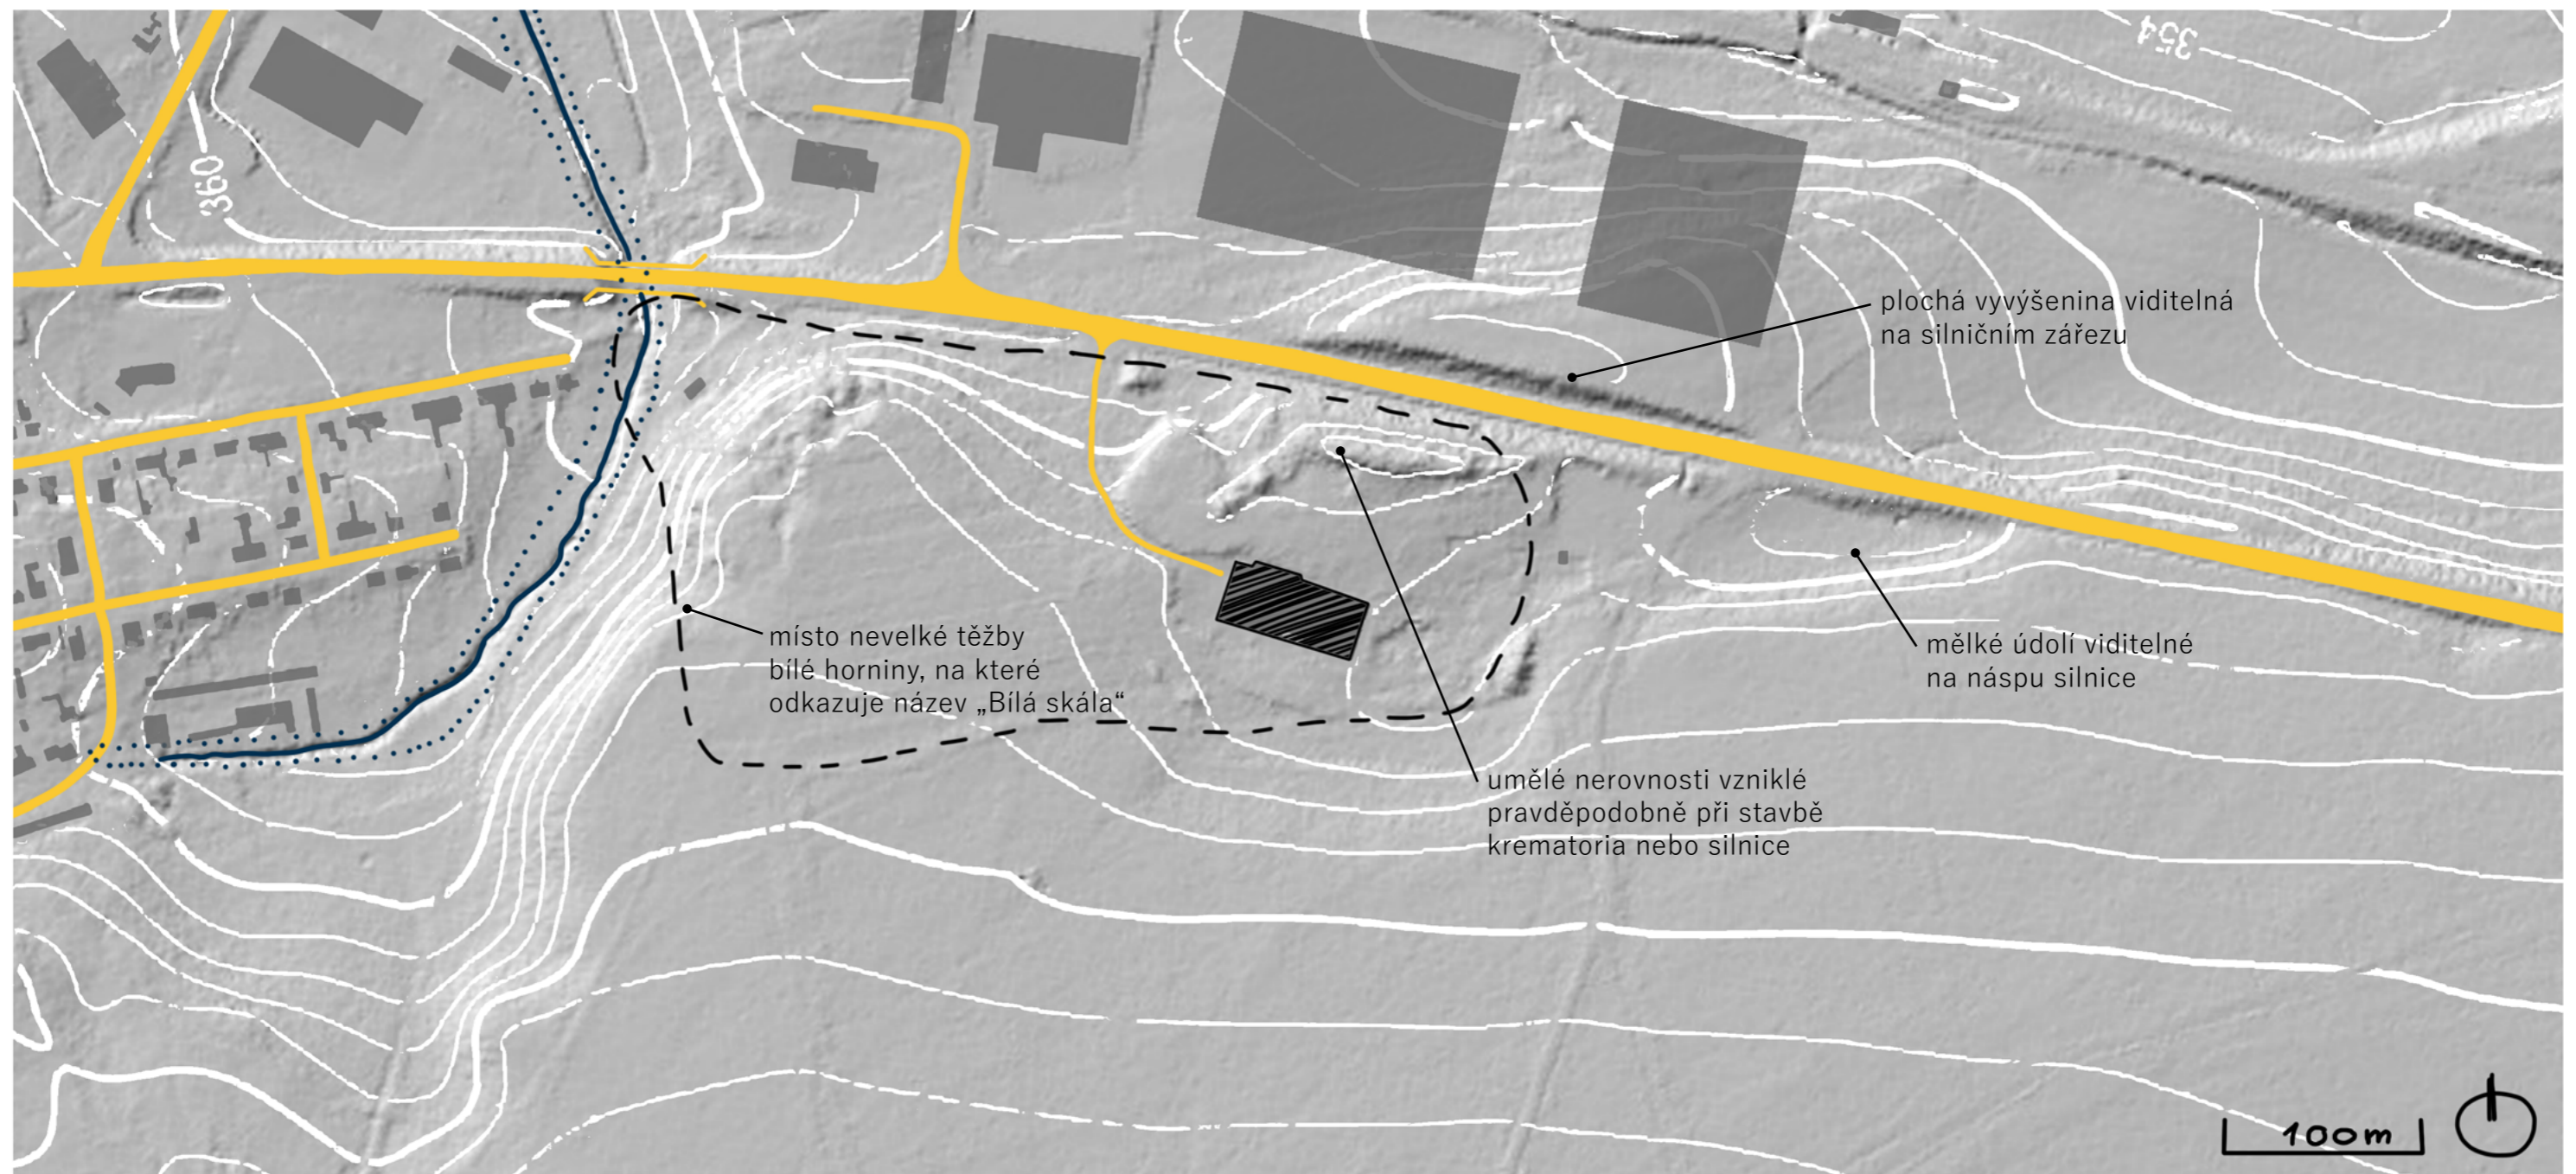 354
360
plochá vyvýšenina viditelná
na silničním zářezu
místo nevelké těžby
bílé horniny, na které
odkazuje název „Bílá skála“
mělké údolí viditelné
na náspu silnice
umělé nerovnosti vzniklé
pravděpodobně při stavbě
krematoria nebo silnice
100m